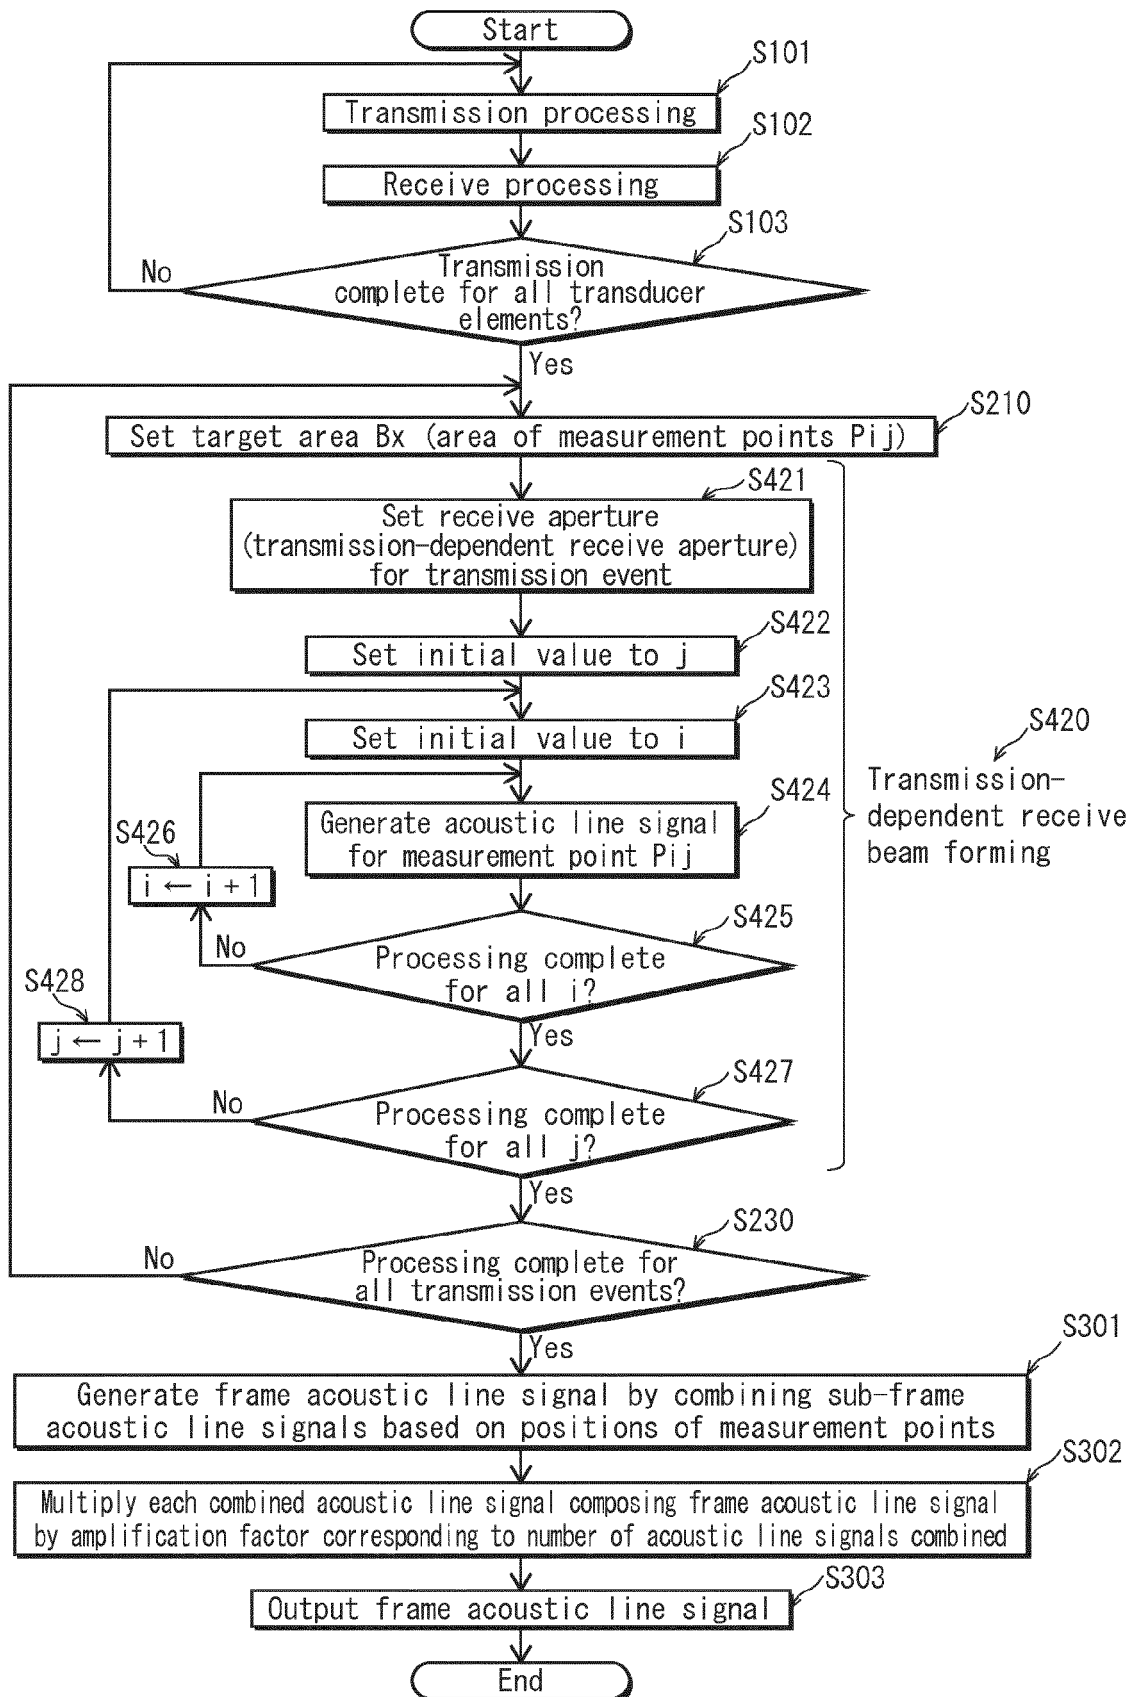 Start
S101
Transmission processing
S102
Receive processing
S103
Transmission
complete for all transducer
elements?
No
Yes
S210
Set target area Bx (area of measurement points Pij)
S421
Set receive aperture
(transmission-dependent receive aperture)
for transmission event
S422
Set initial value to j
S423
Set initial value to i
S420
Transmission-
dependent receive
beam forming
S424
Generate acoustic line signal
for measurement point Pij
S426
i ← i + 1
S425
Processing complete
for all i?
No
Yes
S428
j ← j + 1
S427
Processing complete
for all j?
No
Yes
S230
Processing complete for
all transmission events?
No
Yes
S301
Generate frame acoustic line signal by combining sub-frame
acoustic line signals based on positions of measurement points
S302
Multiply each combined acoustic line signal composing frame acoustic line signal
by amplification factor corresponding to number of acoustic line signals combined
S303
Output frame acoustic line signal
End